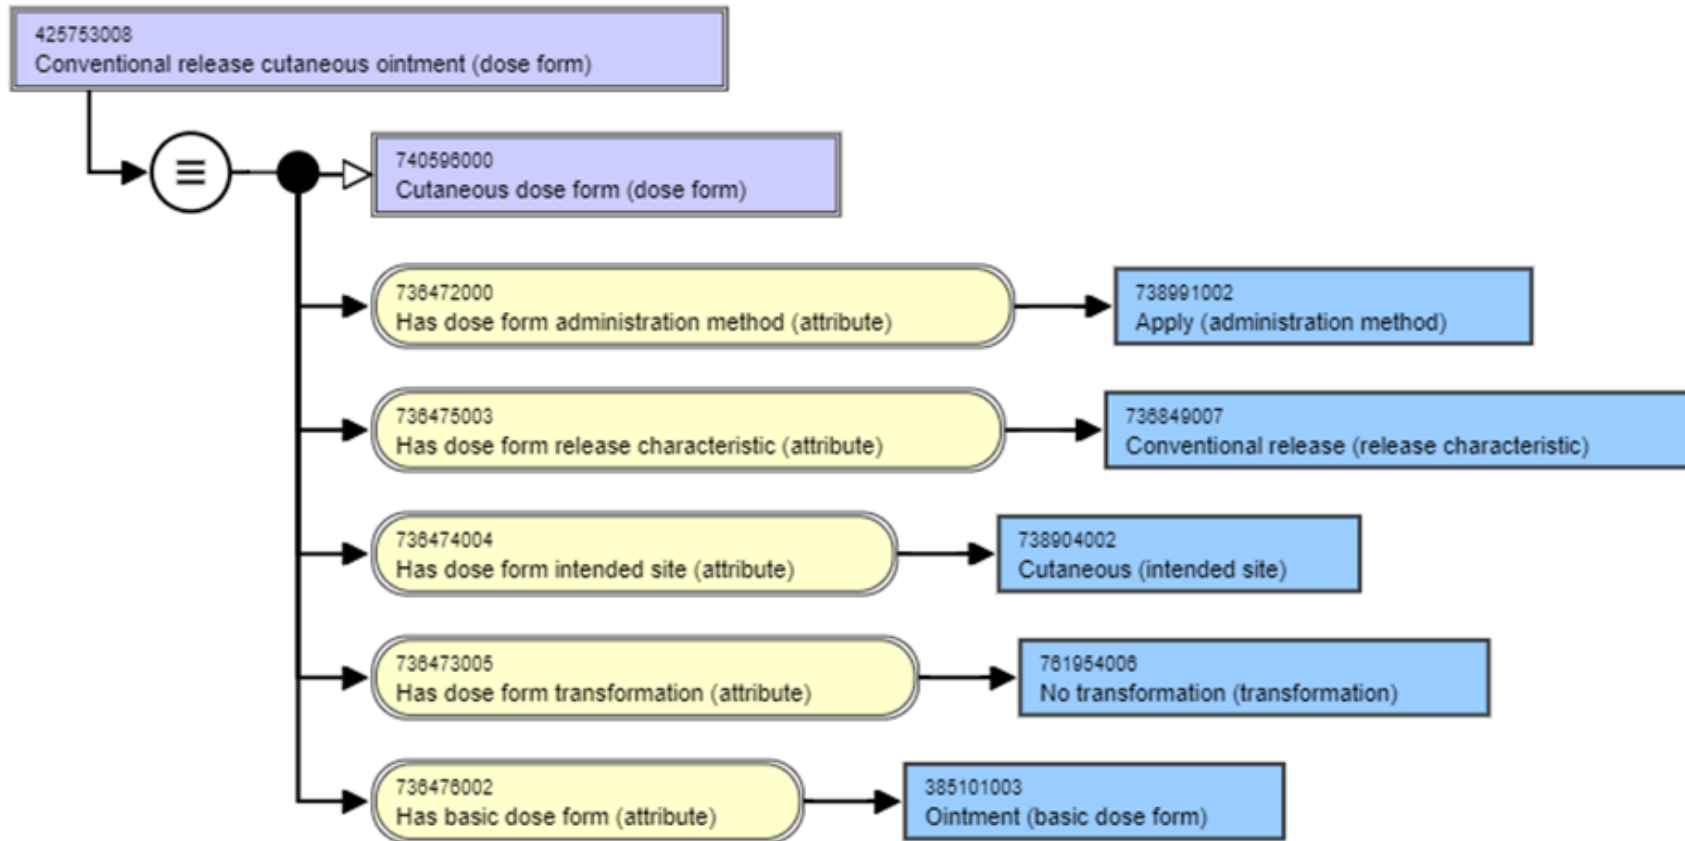 425753008
Conventional release cutaneous ointment (dose form)
740596000
Cutaneous dose form (dose form)
736472000
Has dose form administration method (attribute)
738991002
Apply (administration method)
736475003
Has dose form release characteristic (attribute)
736849007
Conventional release (release characteristic)
736474004
Has dose form intended site (attribute)
738904002
Cutaneous (intended site)
736473005
Has dose form transformation (attribute)
761954006
No transformation (transformation)
736476002
Has basic dose form (attribute)
385101003
Ointment (basic dose form)